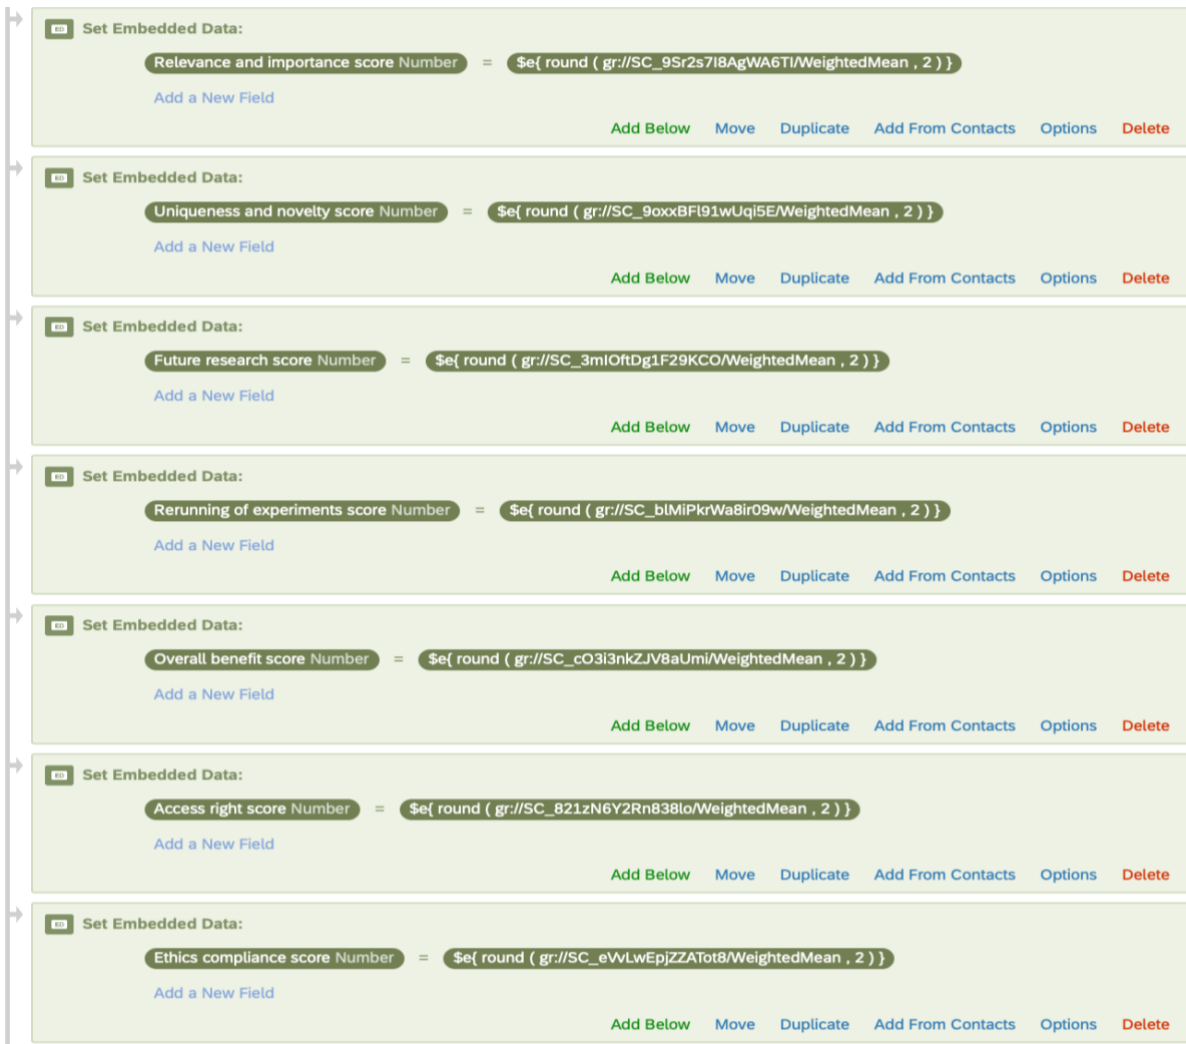 Set Embedded Data:
Relevance and importance score Number = $e{ round ( gr://SC_9Sr2s7I8AgWA6TI/WeightedMean , 2 ) }
Add a New Field
Add Below Move Duplicate Add From Contacts Options Delete
Set Embedded Data:
Uniqueness and novelty score Number = $e{ round ( gr://SC_9oxxBFl91wUqi5E/WeightedMean , 2 ) }
Add a New Field
Add Below Move Duplicate Add From Contacts Options Delete
Set Embedded Data:
Future research score Number = $e{ round ( gr://SC_3mIOftDg1F29KCO/WeightedMean , 2 ) }
Add a New Field
Add Below Move Duplicate Add From Contacts Options Delete
Set Embedded Data:
Rerunning of experiments score Number = $e{ round ( gr://SC_blMiPkrWa8ir09w/WeightedMean , 2 ) }
Add a New Field
Add Below Move Duplicate Add From Contacts Options Delete
Set Embedded Data:
Overall benefit score Number = $e{ round ( gr://SC_cO3i3nkZJV8aUmi/WeightedMean , 2 ) }
Add a New Field
Add Below Move Duplicate Add From Contacts Options Delete
Set Embedded Data:
Access right score Number = $e{ round ( gr://SC_821zN6Y2Rn838lo/WeightedMean , 2 ) }
Add a New Field
Add Below Move Duplicate Add From Contacts Options Delete
Set Embedded Data:
Ethics compliance score Number = $e{ round ( gr://SC_eVvLwEpjZZATot8/WeightedMean , 2 ) }
Add a New Field
Add Below Move Duplicate Add From Contacts Options Delete